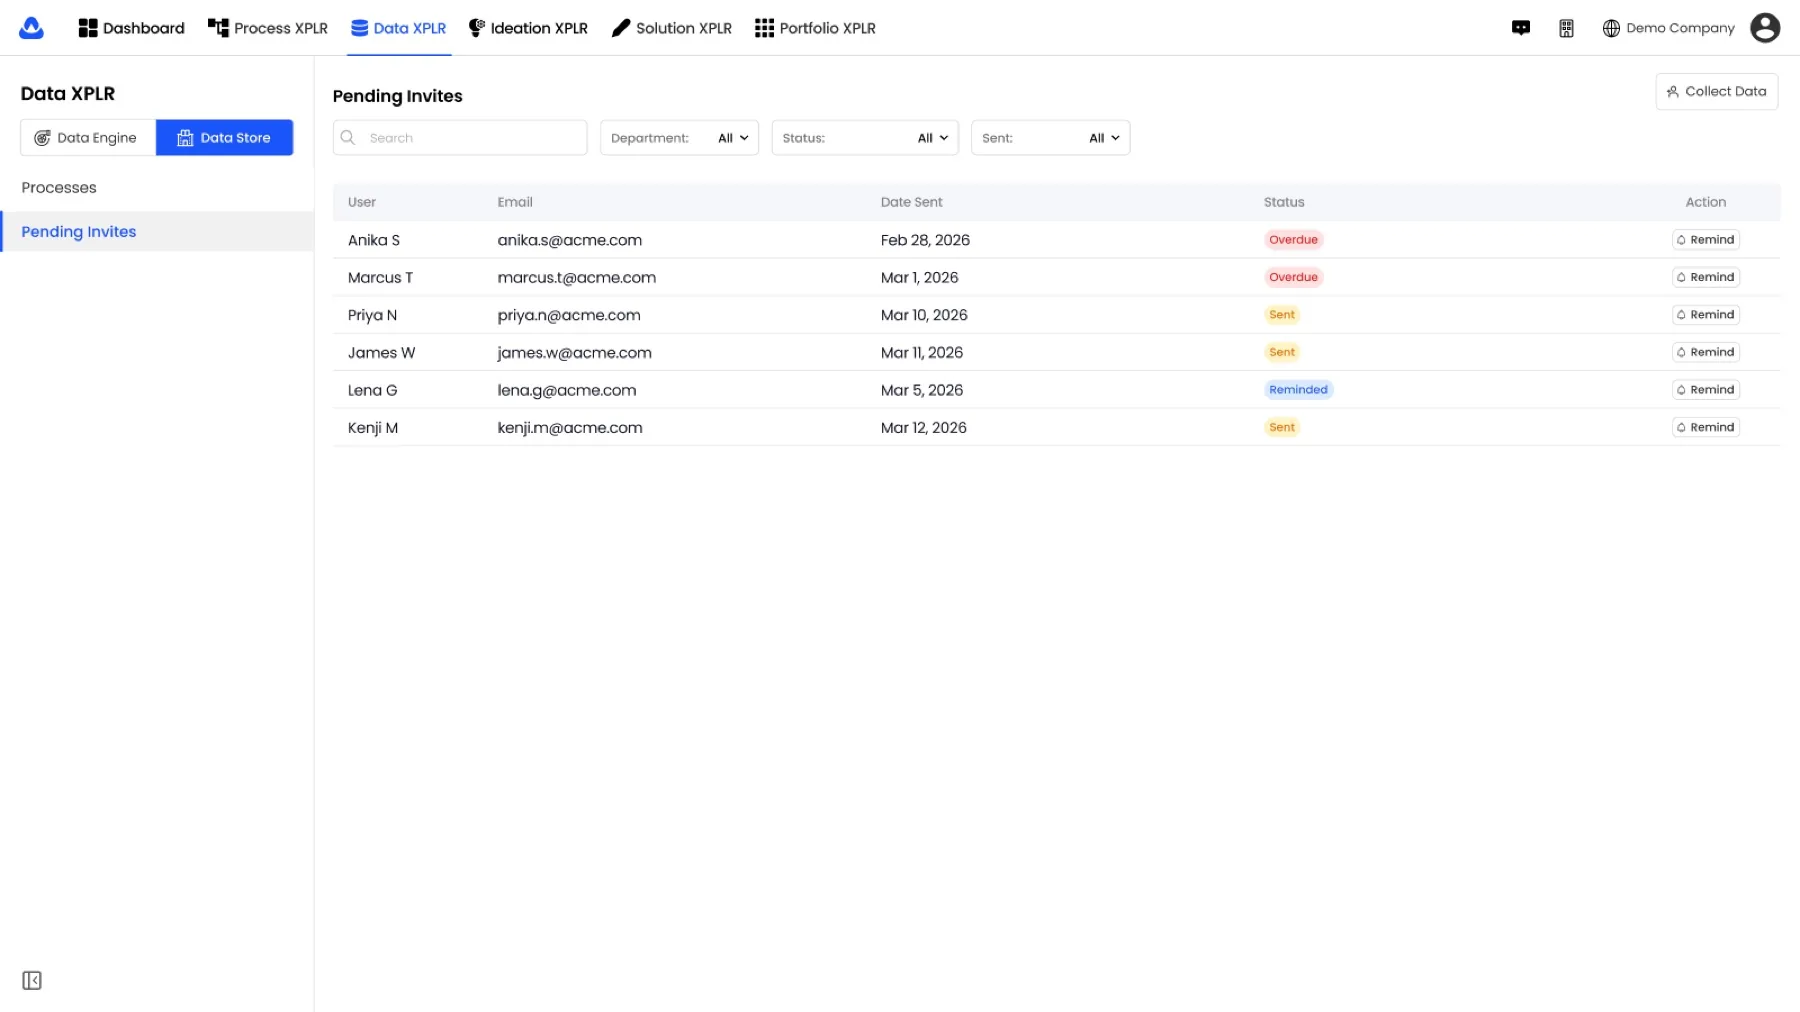 Dashboard Process XPLR Data XPLR Ideation XPLR Solution XPLR Portfolio XPLR Demo Company
Data XPLR
Data Engine Data Store
Processes
Pending Invites
Pending Invites
Collect Data
Search Department: All Status: All Sent: All
User Email Date Sent Status Action
Anika S anika.s@acme.com Feb 28, 2026 Overdue Remind
Marcus T marcus.t@acme.com Mar 1, 2026 Overdue Remind
Priya N priya.n@acme.com Mar 10, 2026 Sent Remind
James W james.w@acme.com Mar 11, 2026 Sent Remind
Lena G lena.g@acme.com Mar 5, 2026 Reminded Remind
Kenji M kenji.m@acme.com Mar 12, 2026 Sent Remind